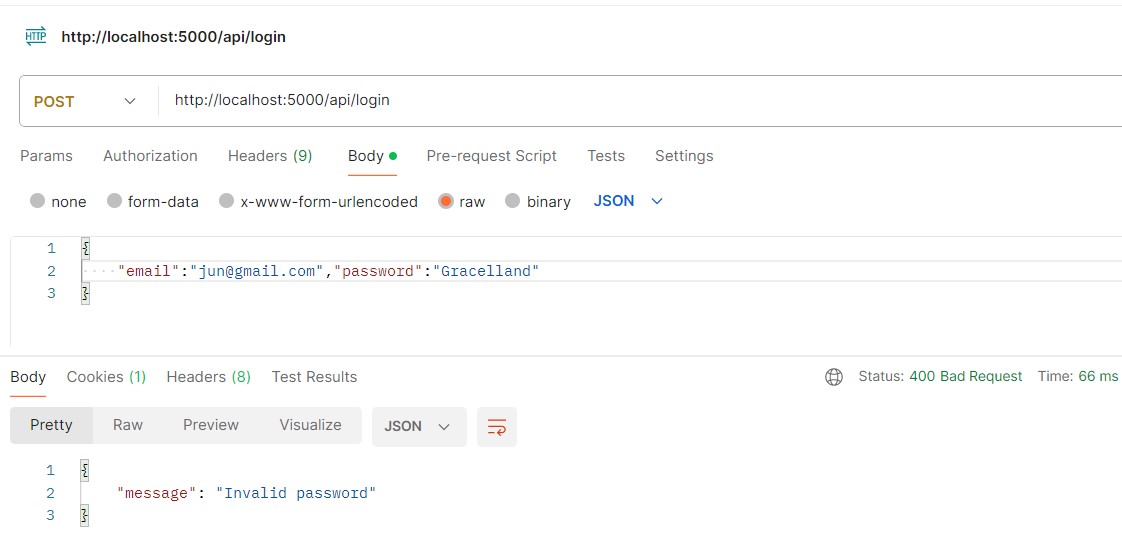 HTTP http://localhost:5000/api/login
POST http://localhost:5000/api/login
Params Authorization Headers (9) Body Pre-request Script Tests Settings
none form-data x-www-form-urlencoded raw binary JSON
1 {
2 "email":"jun@gmail.com","password":"Gracelland"
3 }
Body Cookies (1) Headers (8) Test Results Status: 400 Bad Request Time: 66 ms
Pretty Raw Preview Visualize JSON
1 {
2 "message": "Invalid password"
3 }